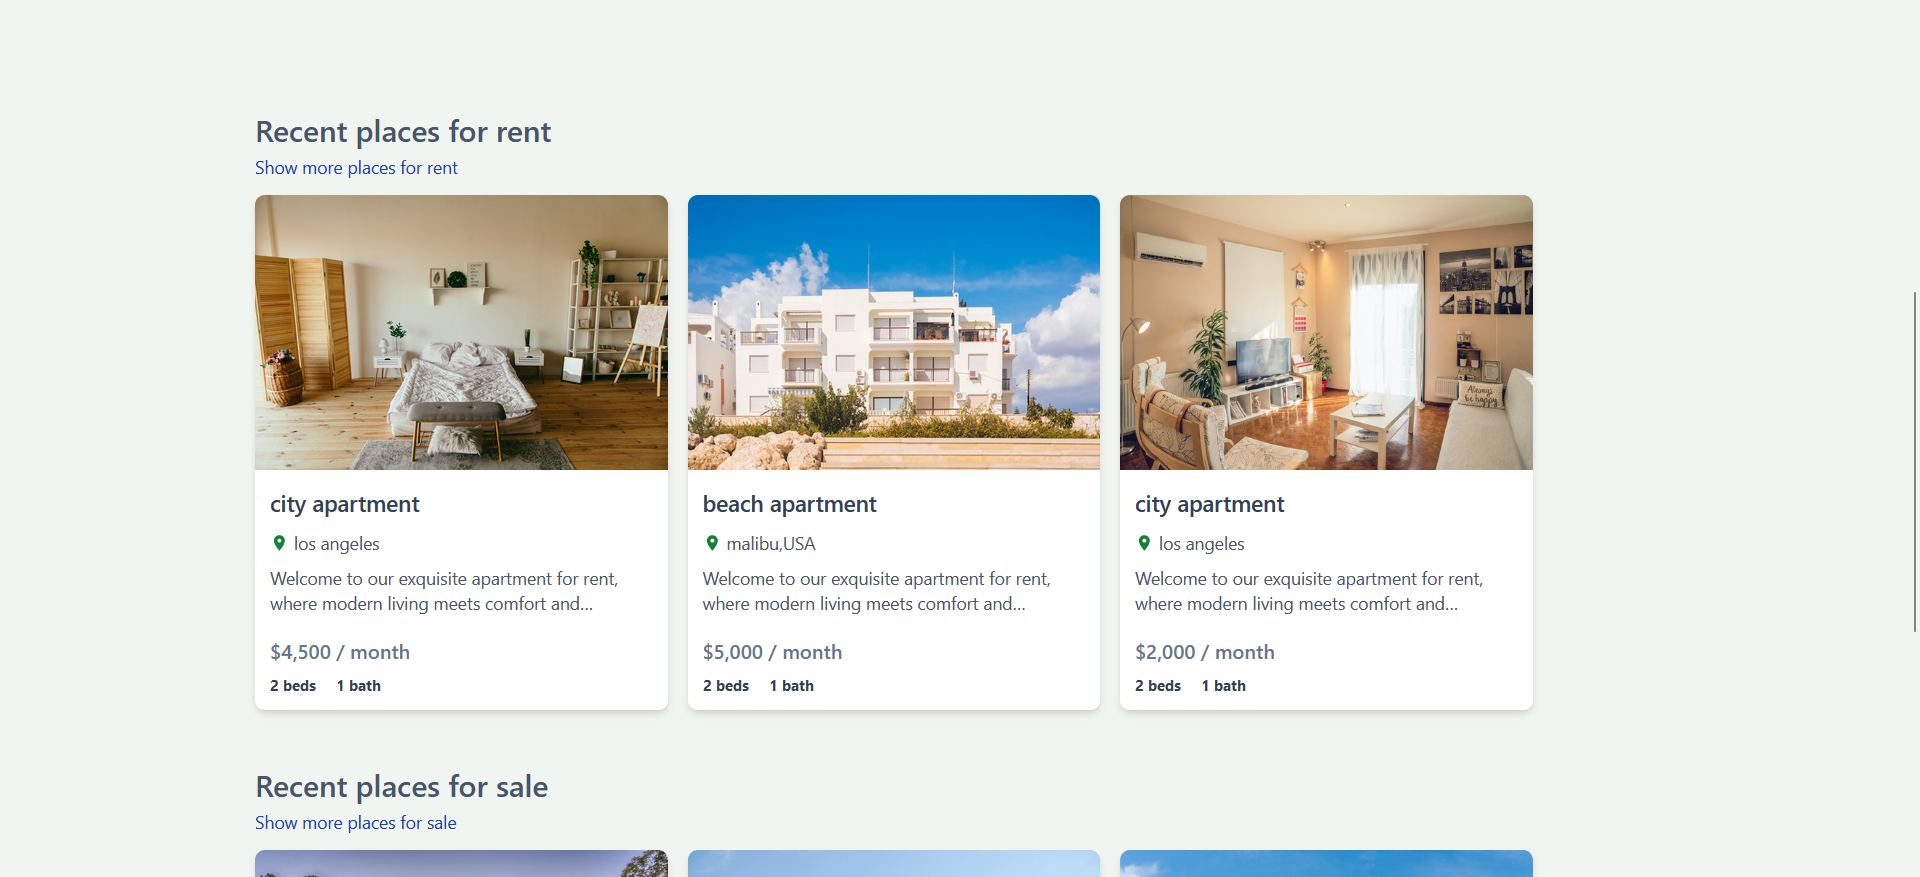 Recent places for rent
Show more places for rent
Always
be happy
city apartment
los angeles
Welcome to our exquisite apartment for rent,
where modern living meets comfort and...
$4,500 / month
2 beds 1 bath
beach apartment
malibu,USA
Welcome to our exquisite apartment for rent,
where modern living meets comfort and...
$5,000 / month
2 beds 1 bath
city apartment
los angeles
Welcome to our exquisite apartment for rent,
where modern living meets comfort and...
$2,000 / month
2 beds 1 bath
Recent places for sale
Show more places for sale